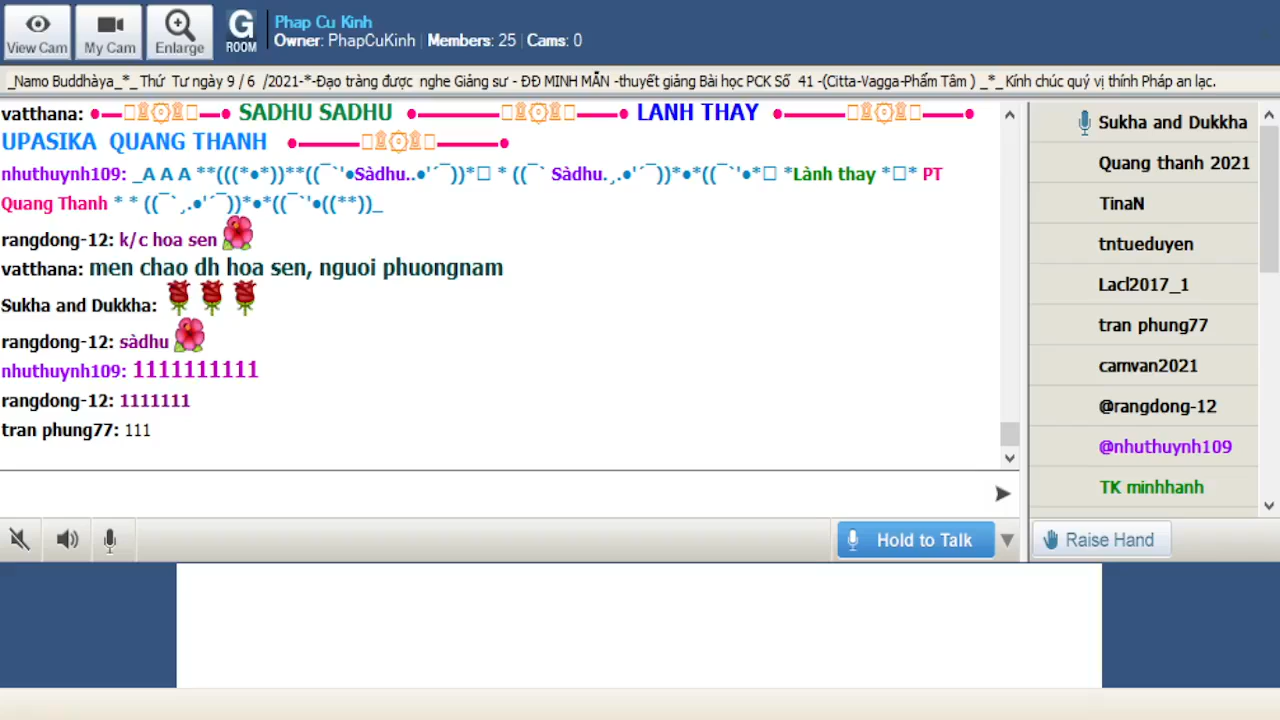 Phap Cu Kinh
Owner: PhapCuKinh | Members: 25 | Cams: 0
View Cam
My Cam
Enlarge
G
ROOM
_Namo Buddhàya_*_Thứ Tư ngày 9 / 6 /2021-*-Đạo tràng được nghe Giảng sư - ĐĐ MINH MẪN -thuyết giảng Bài học PCK Số 41 -(Citta-Vagga-Phẩm Tâm ) _*_ Kính chúc quý vị thính Pháp an lạc.
vatthana: ●▬▬ ۩۞۩ ▬▬● SADHU SADHU ●▬▬▬▬ ۩۞۩ ▬▬● LANH THAY ●▬▬▬ ۩۞۩ ▬▬●
UPASIKA QUANG THANH ●▬▬▬ ۩۞۩ ▬▬▬●
nhuthuynh109: _A A A **(((*●*))**((¯`'●Sàdhu..●'´¯))*□ * ((¯` Sàdhu.¸.●'´¯))*●*((¯`'●*□ *Lành thay *□* PT
Quang Thanh * * ((¯`¸.●'´¯))*●*((¯`'●((**))_
rangdong-12: k/c hoa sen
vatthana: men chao dh hoa sen, nguoi phuongnam
Sukha and Dukkha:
rangdong-12: sàdhu
nhuthuynh109: 1111111111
rangdong-12: 1111111
tran phung77: 111
Sukha and Dukkha
Quang thanh 2021
TinaN
tntueduyen
Lacl2017_1
tran phung77
camvan2021
@rangdong-12
@nhuthuynh109
TK minhhanh
Hold to Talk
Raise Hand